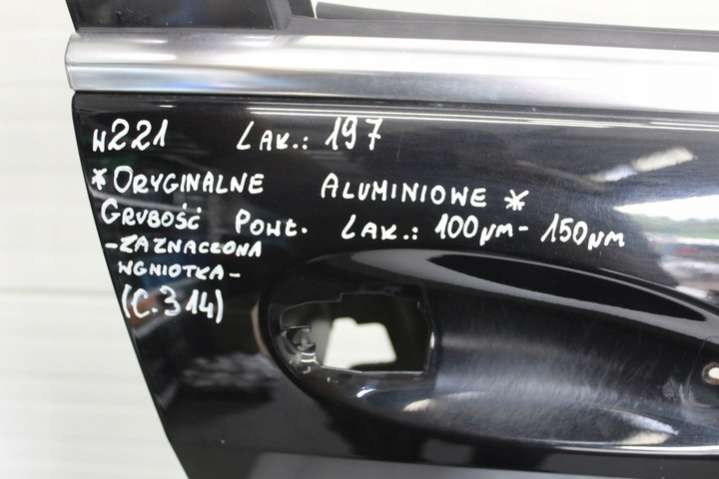 W221 LAK.: 197
*ORYGINALNE ALUMINIOWE*
GRUBOŚĆ POWŁ. LAK.: 100µm- 150µm
-ZAZNACZONA
WGNIOTKA-
(C.314)